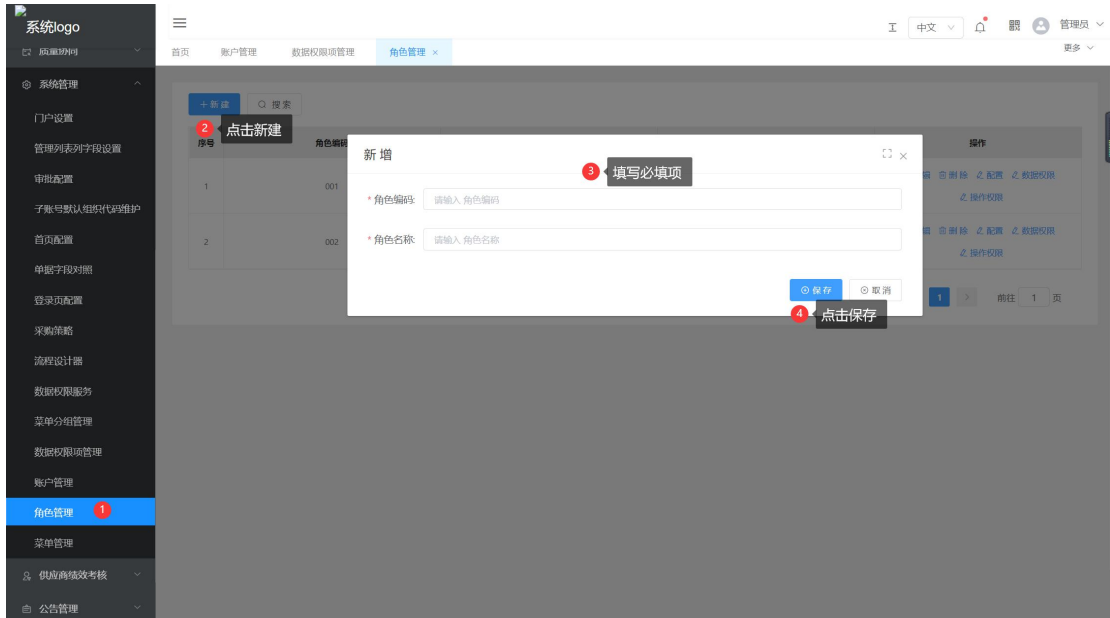 系统logo
中文
管理员
质量协同
首页 账户管理 数据权限项管理 角色管理 ×
更多
系统管理
门户设置
管理列表列字段设置
审批配置
子账号默认组织代码维护
首页配置
单据字段对照
登录页配置
采购策略
流程设计器
数据权限服务
菜单分组管理
数据权限项管理
账户管理
角色管理 1
菜单管理
供应商绩效考核
公告管理
+ 新建 搜索
2 点击新建
序号 角色编码 操作
1 001 辑 删除 配置 数据权限
操作权限
2 002 辑 删除 配置 数据权限
操作权限
1 前往 1 页
新增
3 填写必填项
* 角色编码: 请输入 角色编码
* 角色名称: 请输入 角色名称
保存 取消
4 点击保存